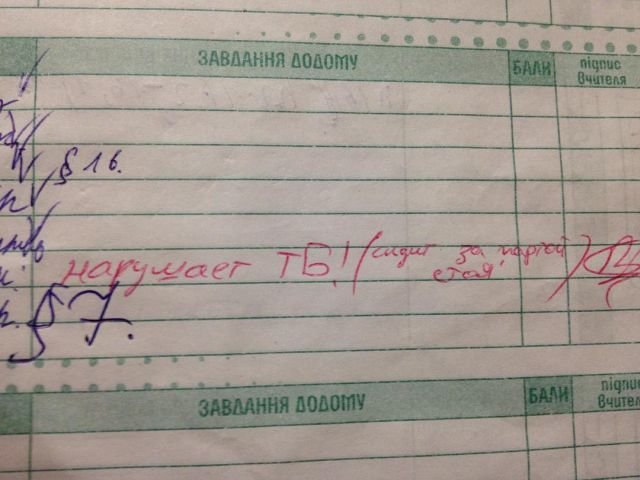 ЗАВДАННЯ ДОДОМУ БАЛИ підпис вчителя
§ 16.
нарушает ТБ! (сидит за партой стоя)
§ 7.
ЗАВДАННЯ ДОДОМУ БАЛИ підпис вчителя